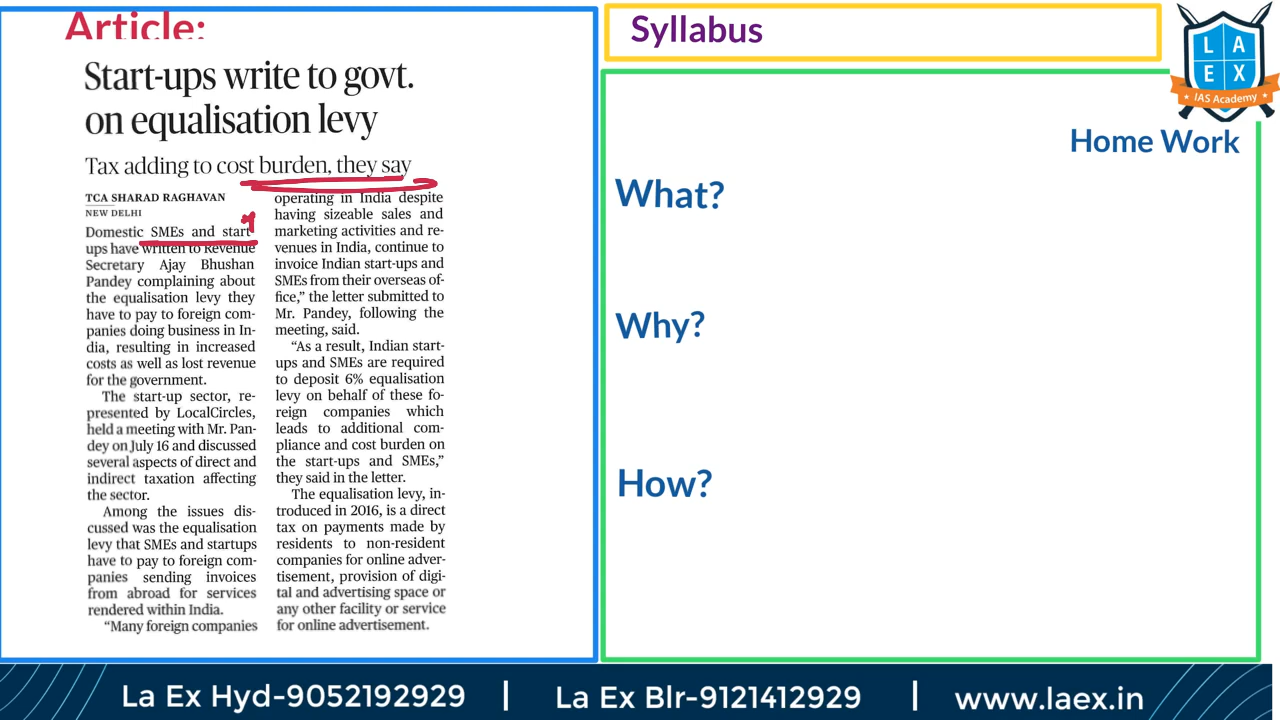 Article:
Start-ups write to govt.
on equalisation levy
Tax adding to cost burden, they say
TCA SHARAD RAGHAVAN
NEW DELHI
Domestic SMEs and start-
ups have written to Revenue
Secretary Ajay Bhushan
Pandey complaining about
the equalisation levy they
have to pay to foreign com-
panies doing business in In-
dia, resulting in increased
costs as well as lost revenue
for the government.
The start-up sector, re-
presented by LocalCircles,
held a meeting with Mr. Pan-
dey on July 16 and discussed
several aspects of direct and
indirect taxation affecting
the sector.
Among the issues dis-
cussed was the equalisation
levy that SMEs and startups
have to pay to foreign com-
panies sending invoices
from abroad for services
rendered within India.
“Many foreign companies
operating in India despite
having sizeable sales and
marketing activities and re-
venues in India, continue to
invoice Indian start-ups and
SMEs from their overseas of-
fice,” the letter submitted to
Mr. Pandey, following the
meeting, said.
“As a result, Indian start-
ups and SMEs are required
to deposit 6% equalisation
levy on behalf of these fo-
reign companies which
leads to additional com-
pliance and cost burden on
the start-ups and SMEs,”
they said in the letter.
The equalisation levy, in-
troduced in 2016, is a direct
tax on payments made by
residents to non-resident
companies for online adver-
tisement, provision of digi-
tal and advertising space or
any other facility or service
for online advertisement.
Syllabus
L A
E X
IAS Academy
Home Work
What?
Why?
How?
La Ex Hyd-9052192929 | La Ex Blr-9121412929 | www.laex.in